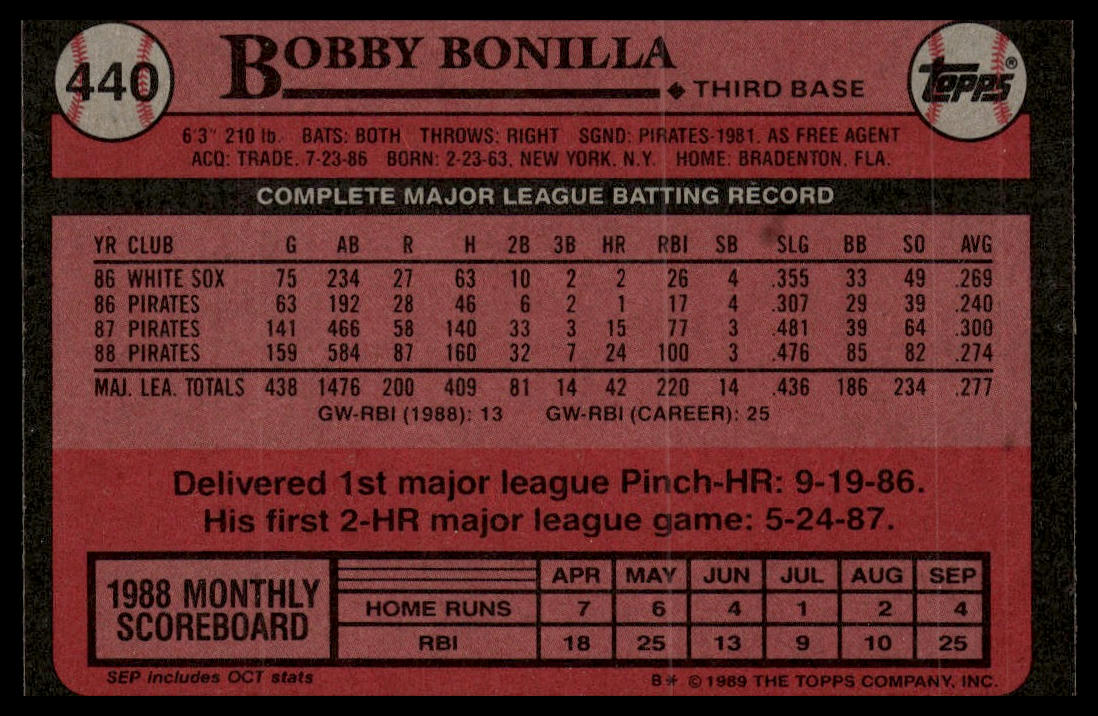 440 BOBBY BONILLA Topps®
THIRD BASE
6'3" 210 lb. BATS: BOTH THROWS: RIGHT SGND: PIRATES-1981, AS FREE AGENT
ACQ: TRADE, 7-23-86 BORN: 2-23-63, NEW YORK, N.Y. HOME: BRADENTON, FLA.
COMPLETE MAJOR LEAGUE BATTING RECORD
YR CLUB G AB R H 2B 3B HR RBI SB SLG BB SO AVG
86 WHITE SOX 75 234 27 63 10 2 2 26 4 .355 33 49 .269
86 PIRATES 63 192 28 46 6 2 1 17 4 .307 29 39 .240
87 PIRATES 141 466 58 140 33 3 15 77 3 .481 39 64 .300
88 PIRATES 159 584 87 160 32 7 24 100 3 .476 85 82 .274
MAJ. LEA. TOTALS 438 1476 200 409 81 14 42 220 14 .436 186 234 .277
GW-RBI (1988): 13 GW-RBI (CAREER): 25
Delivered 1st major league Pinch-HR: 9-19-86.
His first 2-HR major league game: 5-24-87.
1988 MONTHLY SCOREBOARD
APR MAY JUN JUL AUG SEP
HOME RUNS 7 6 4 1 2 4
RBI 18 25 13 9 10 25
SEP includes OCT stats
B* ©1989 THE TOPPS COMPANY, INC.